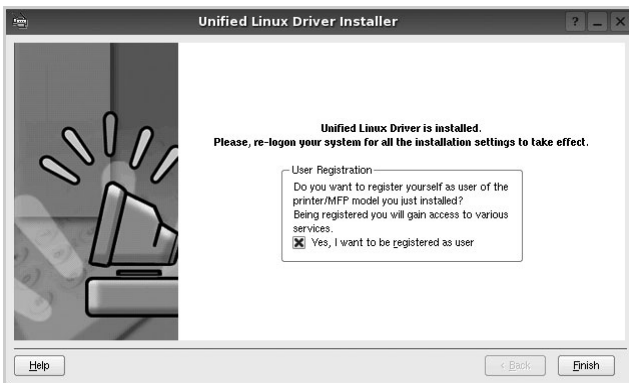 Unified Linux Driver Installer
Unified Linux Driver is installed.
Please, re-logon your system for all the installation settings to take effect.
User Registration
Do you want to register yourself as user of the
printer/MFP model you just installed?
Being registered you will gain access to various
services.
Yes, I want to be registered as user
Help
< Back
Finish